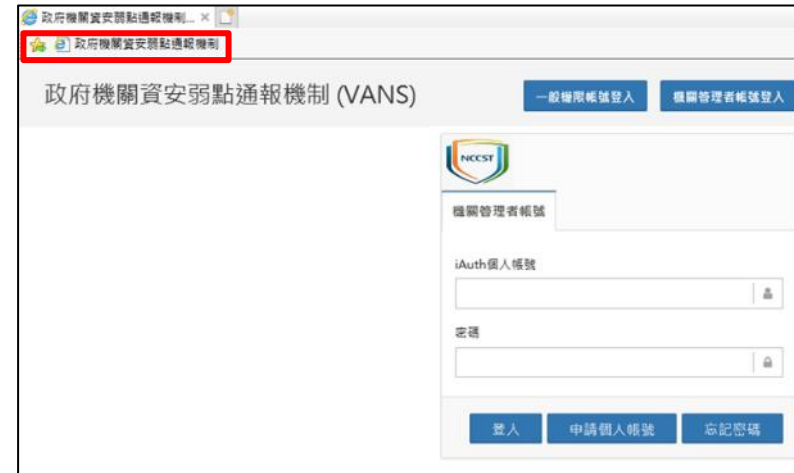 政府機關資安弱點通報機制...
政府機關資安弱點通報機制
政府機關資安弱點通報機制 (VANS)
一般權限帳號登入 機關管理者帳號登入
NCCST
機關管理者帳號
iAuth個人帳號
密碼
登入 申請個人帳號 忘記密碼